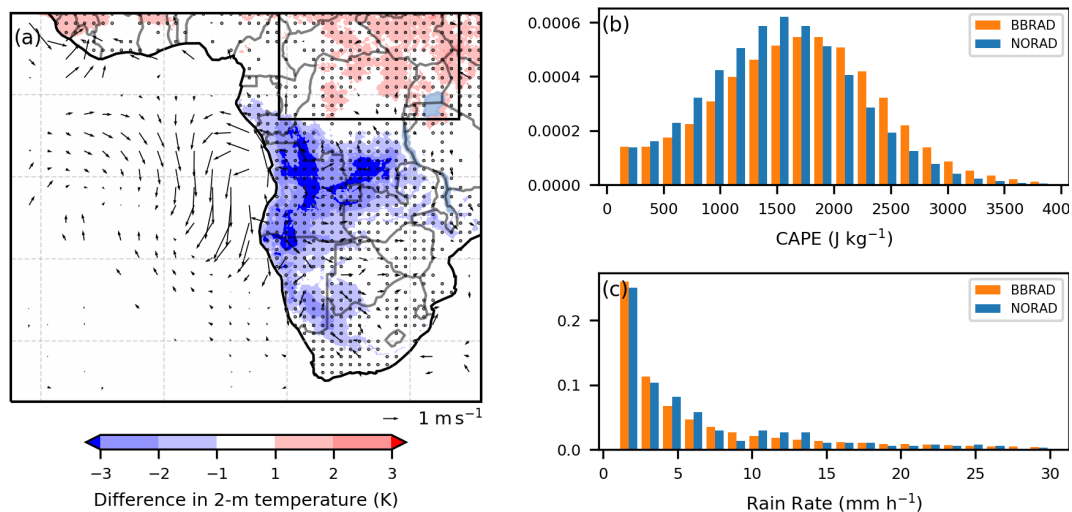 (a)
1 m s⁻¹
−3 −2 −1 1 2 3
Difference in 2-m temperature (K)
(b)
BBRAD
NORAD
0.0006
0.0004
0.0002
0.0000
0 500 1000 1500 2000 2500 3000 3500 400
CAPE (J kg⁻¹)
(c)
BBRAD
NORAD
0.2
0.1
0.0
0 5 10 15 20 25 30
Rain Rate (mm h⁻¹)